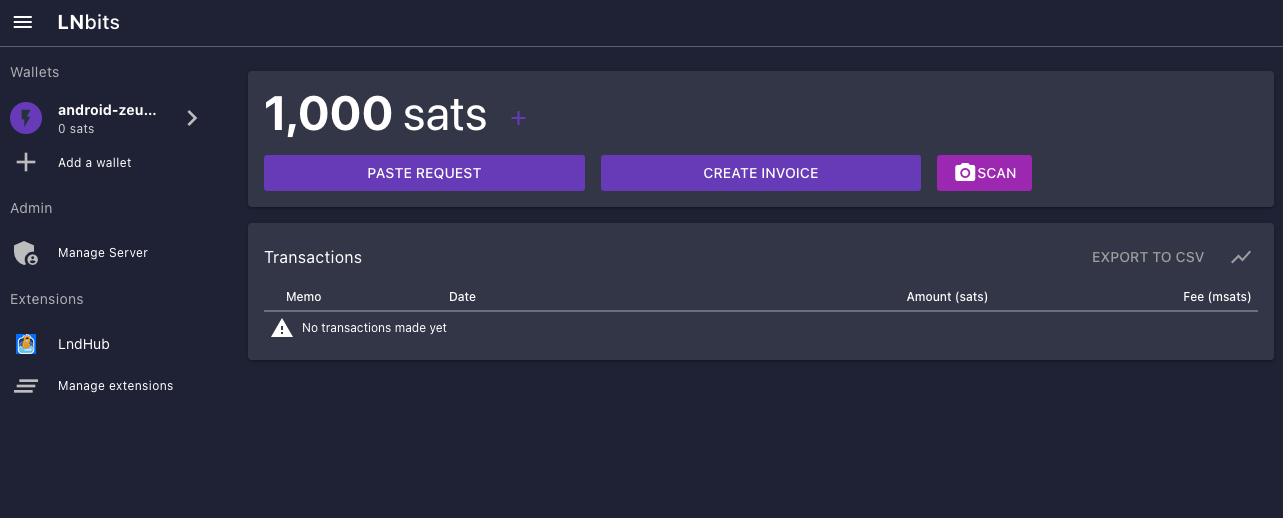 LNbits
Wallets
android-zeu...
0 sats
Add a wallet
Admin
Manage Server
Extensions
LndHub
Manage extensions
1,000 sats +
PASTE REQUEST
CREATE INVOICE
SCAN
Transactions
EXPORT TO CSV
Memo Date Amount (sats) Fee (msats)
No transactions made yet